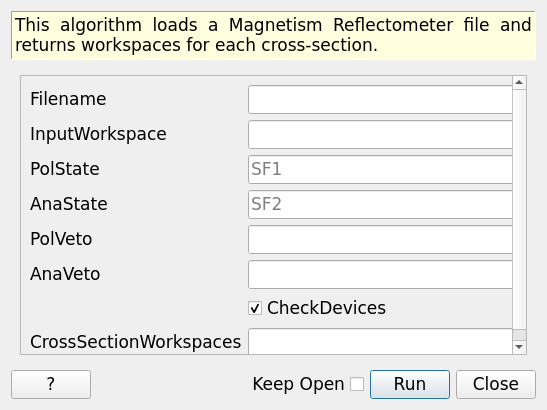 This algorithm loads a Magnetism Reflectometer file and
returns workspaces for each cross-section.
Filename
InputWorkspace
PolState SF1
AnaState SF2
PolVeto
AnaVeto
CheckDevices
CrossSectionWorkspaces
? Keep Open Run Close